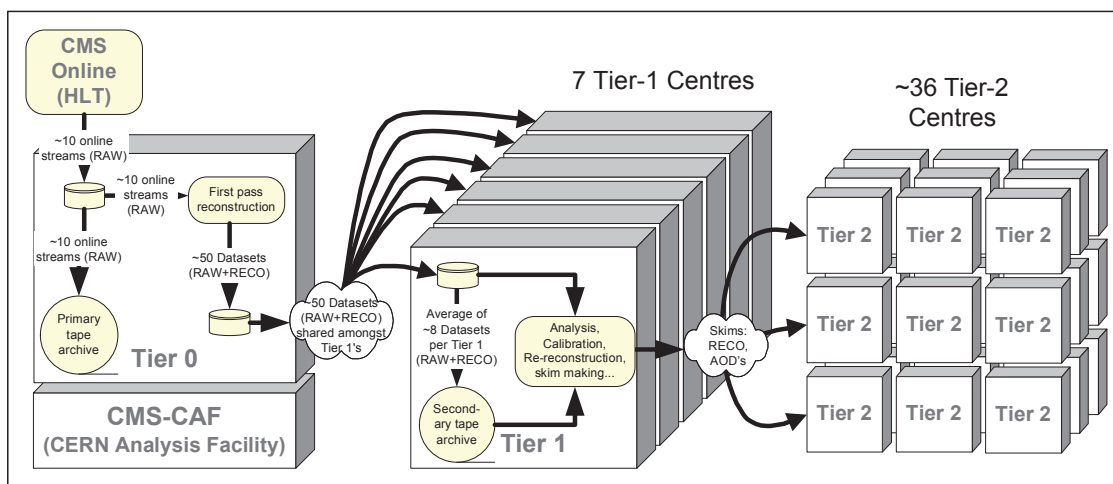 CMS
Online
(HLT)
~10 online
streams (RAW)
~10 online
streams
(RAW)
First pass
reconstruction
~10 online
streams (RAW)
~50 Datasets
(RAW+RECO)
Primary
tape
archive
Tier 0
CMS-CAF
(CERN Analysis Facility)
~50 Datasets
(RAW+RECO)
shared amongst
Tier 1's
7 Tier-1 Centres
Average of
~8 Datasets
per Tier 1
(RAW+RECO)
Analysis,
Calibration,
Re-reconstruction,
skim making...
Second-
ary tape
archive
Tier 1
Skims:
RECO,
AOD's
~36 Tier-2
Centres
Tier 2 Tier 2 Tier 2
Tier 2 Tier 2 Tier 2
Tier 2 Tier 2 Tier 2